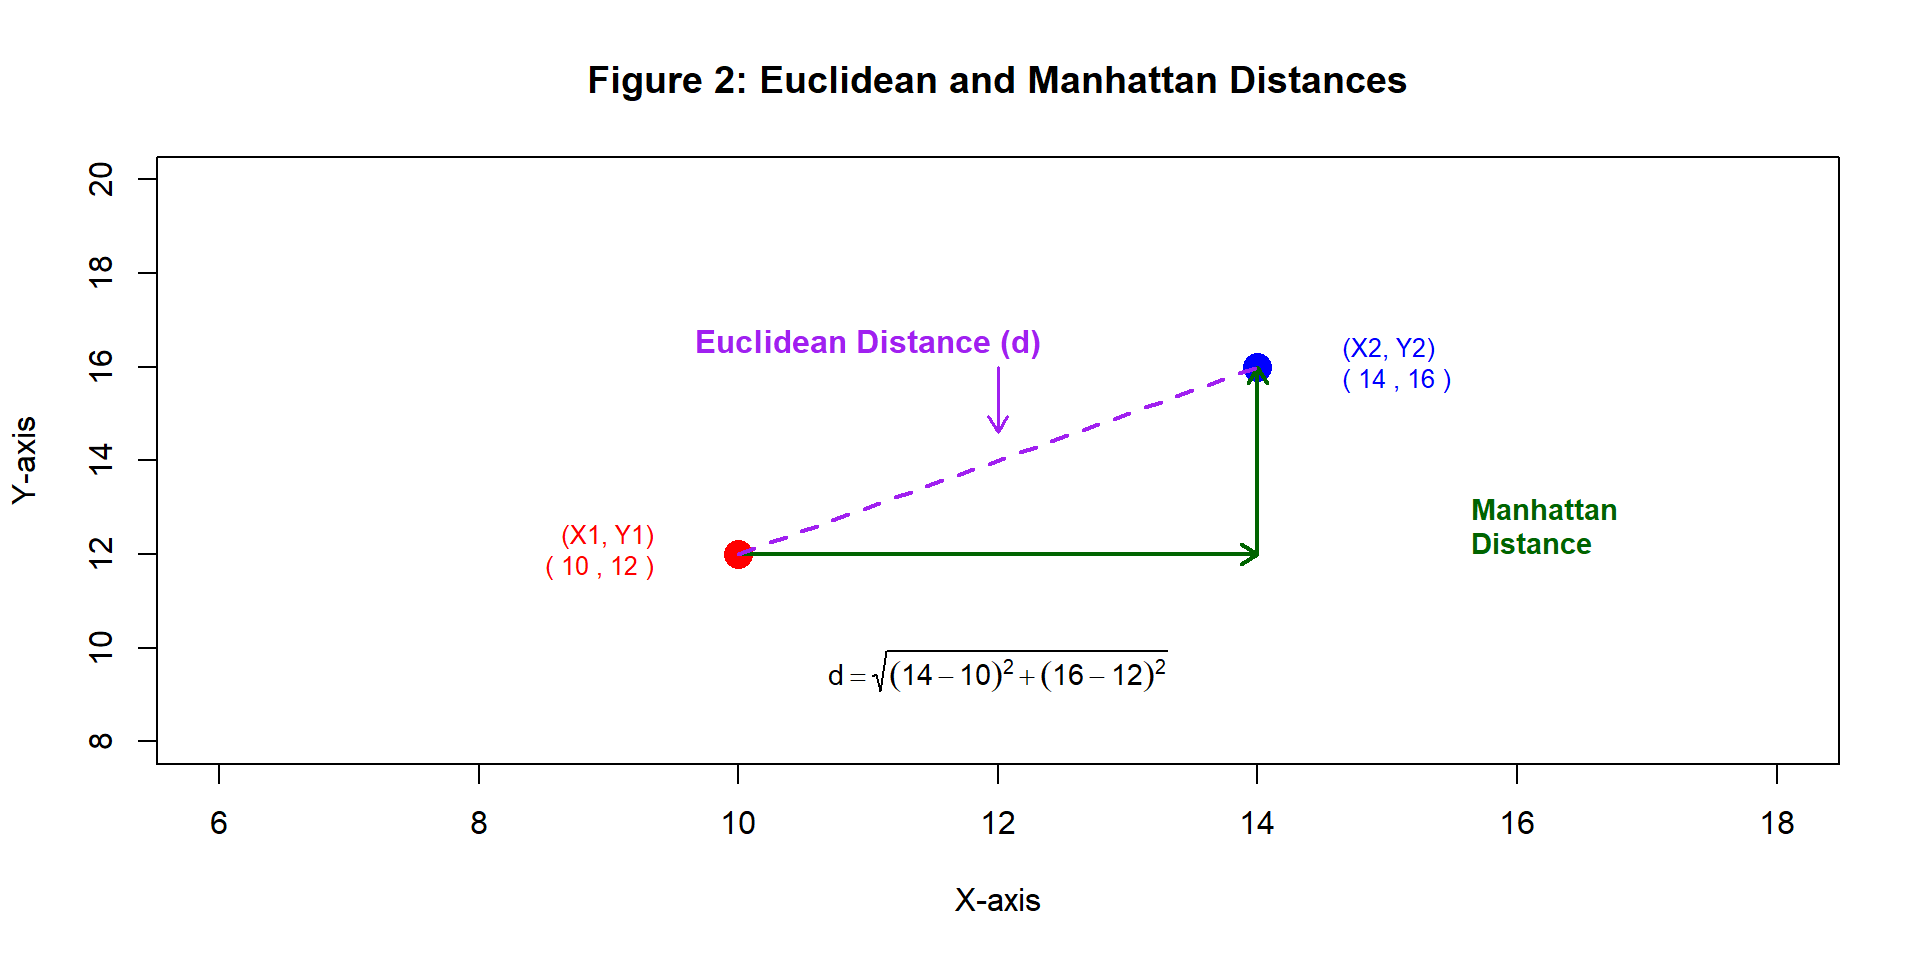 Figure 2: Euclidean and Manhattan Distances
20
18
16
14
12
10
8
Y-axis
Euclidean Distance (d)
(X2, Y2)
( 14 , 16 )
(X1, Y1)
( 10 , 12 )
Manhattan
Distance
d = √(14 − 10)² + (16 − 12)²
6 8 10 12 14 16 18
X-axis